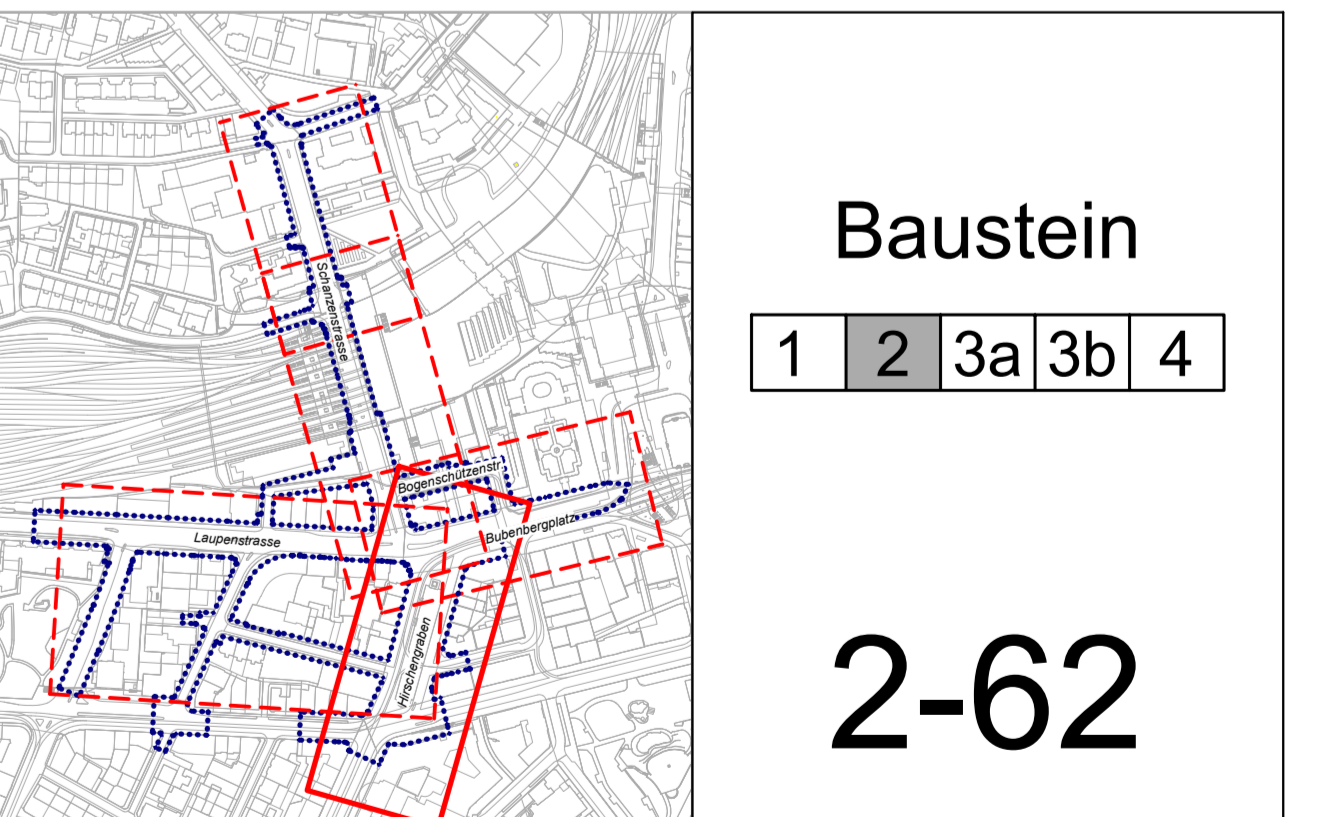 Schanzenstrasse
Bogenschützenstr.
Laupenstrasse
Bubenbergplatz
Hirschengraben
Baustein
1 2 3a 3b 4
2-62